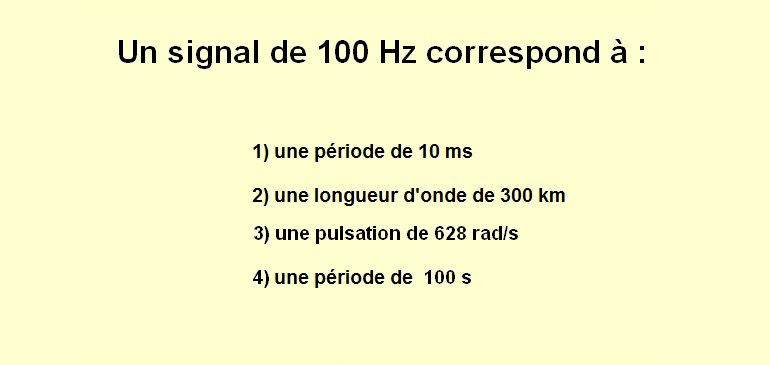 Un signal de 100 Hz correspond à :
1) une période de 10 ms
2) une longueur d'onde de 300 km
3) une pulsation de 628 rad/s
4) une période de 100 s